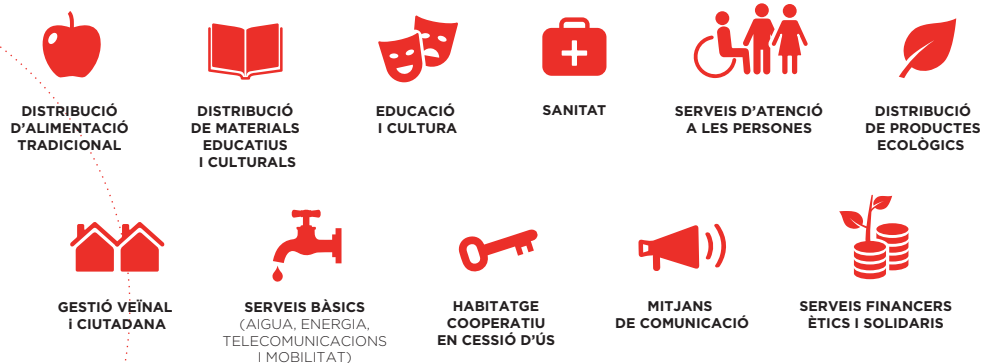 DISTRIBUCIÓ
D'ALIMENTACIÓ
TRADICIONAL
DISTRIBUCIÓ
DE MATERIALS
EDUCATIUS
I CULTURALS
EDUCACIÓ
I CULTURA
SANITAT
SERVEIS D'ATENCIÓ
A LES PERSONES
DISTRIBUCIÓ
DE PRODUCTES
ECOLÒGICS
GESTIÓ VEÏNAL
i CIUTADANA
SERVEIS BÀSICS
(AIGUA, ENERGIA,
TELECOMUNICACIONS
I MOBILITAT)
HABITATGE
COOPERATIU
EN CESSIÓ D'ÚS
MITJANS
DE COMUNICACIÓ
SERVEIS FINANCERS
ÈTICS I SOLIDARIS